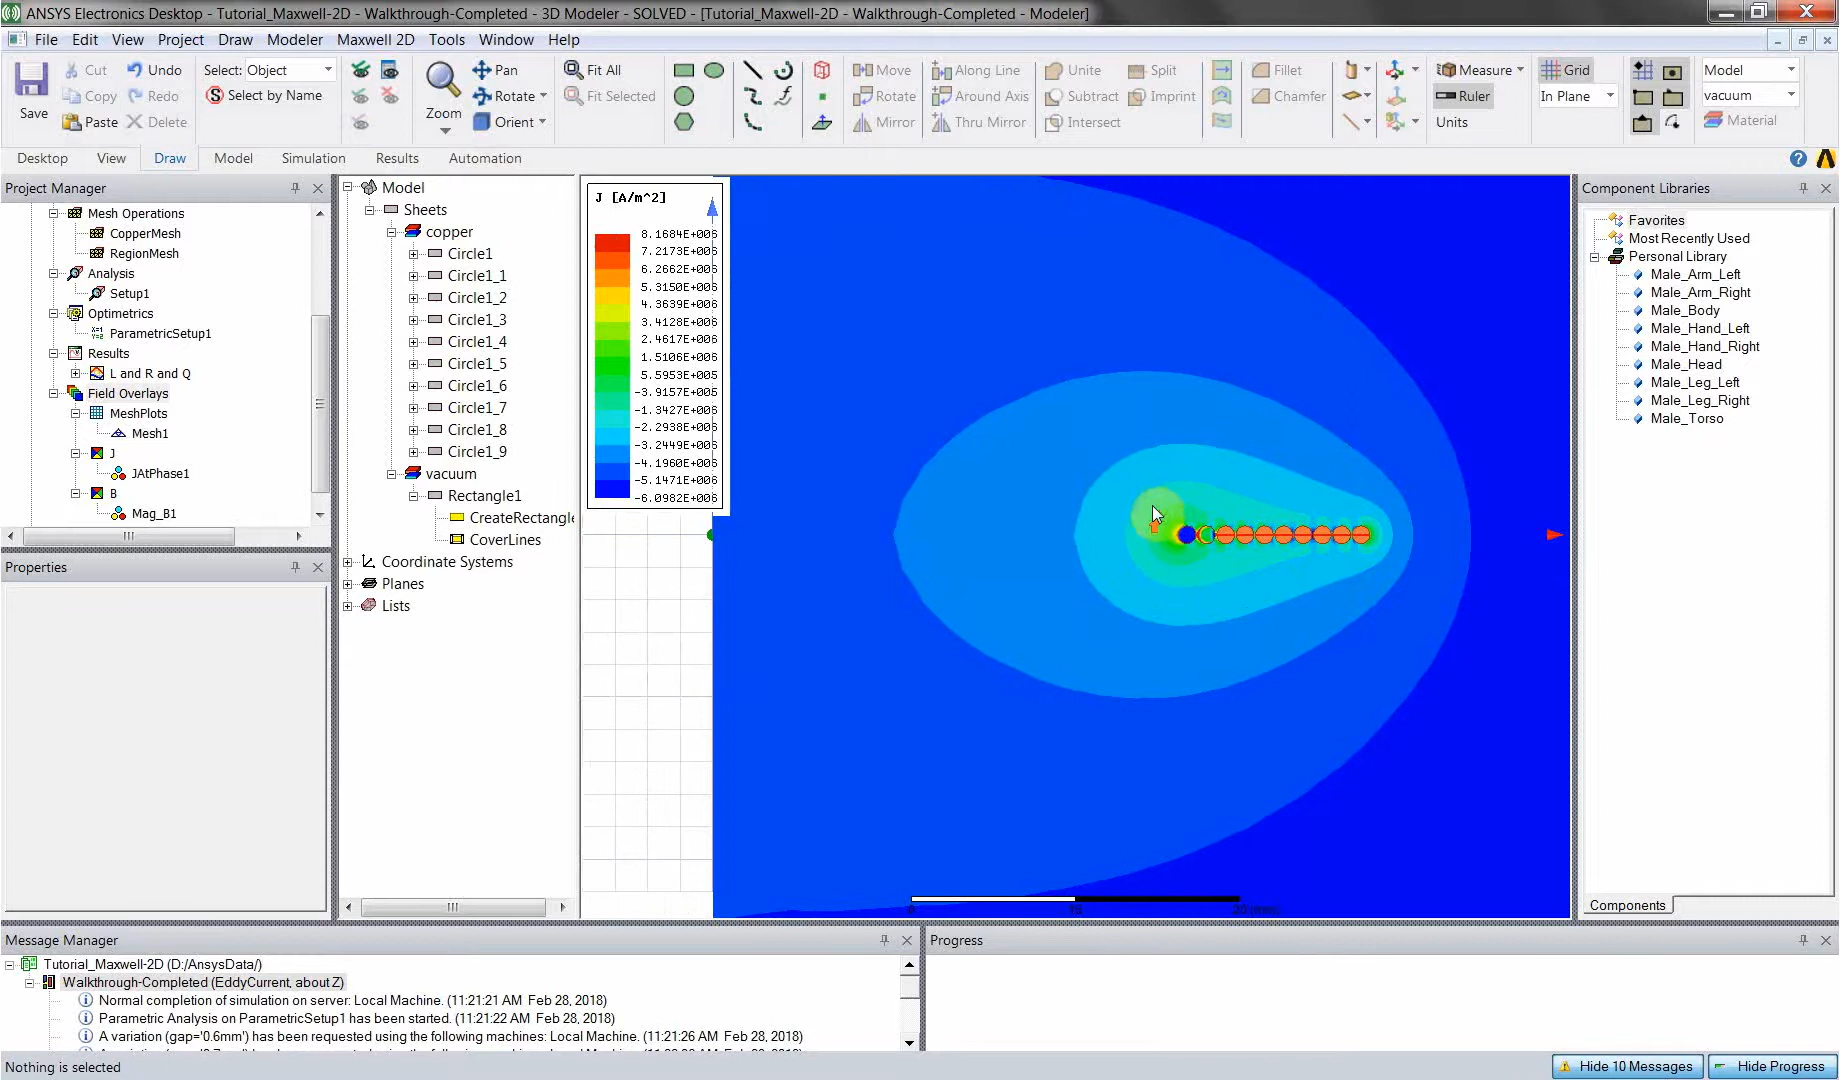 ANSYS Electronics Desktop - Tutorial_Maxwell-2D - Walkthrough-Completed - 3D Modeler - SOLVED - [Tutorial_Maxwell-2D - Walkthrough-Completed - Modeler]
File Edit View Project Draw Modeler Maxwell 2D Tools Window Help
Save
Cut Undo
Copy Redo
Paste Delete
Select: Object
Select by Name
Zoom
Pan
Rotate
Orient
Fit All
Fit Selected
Move Along Line
Rotate Around Axis
Mirror Thru Mirror
Unite Split
Subtract Imprint
Intersect
Fillet
Chamfer
Measure
Ruler
Units
Grid
In Plane
Model
vacuum
Material
Desktop View Draw Model Simulation Results Automation
Project Manager
Mesh Operations
CopperMesh
RegionMesh
Analysis
Setup1
Optimetrics
ParametricSetup1
Results
L and R and Q
Field Overlays
MeshPlots
Mesh1
J
JAtPhase1
B
Mag_B1
Properties
Model
Sheets
copper
Circle1
Circle1_1
Circle1_2
Circle1_3
Circle1_4
Circle1_5
Circle1_6
Circle1_7
Circle1_8
Circle1_9
vacuum
Rectangle1
CreateRectangle
CoverLines
Coordinate Systems
Planes
Lists
J [A/m^2]
8.1684E+006
7.2173E+006
6.2662E+006
5.3150E+006
4.3639E+006
3.4128E+006
2.4617E+006
1.5106E+006
5.5953E+005
-3.9157E+005
-1.3427E+006
-2.2938E+006
-3.2449E+006
-4.1960E+006
-5.1471E+006
-6.0982E+006
Component Libraries
Favorites
Most Recently Used
Personal Library
Male_Arm_Left
Male_Arm_Right
Male_Body
Male_Hand_Left
Male_Hand_Right
Male_Head
Male_Leg_Left
Male_Leg_Right
Male_Torso
Components
Message Manager
Tutorial_Maxwell-2D (D:/AnsysData/)
Walkthrough-Completed (EddyCurrent, about Z)
Normal completion of simulation on server: Local Machine. (11:21:21 AM Feb 28, 2018)
Parametric Analysis on ParametricSetup1 has been started. (11:21:22 AM Feb 28, 2018)
A variation (gap='0.6mm') has been requested using the following machines: Local Machine. (11:21:26 AM Feb 28, 2018)
Progress
Nothing is selected
Hide 10 Messages
Hide Progress